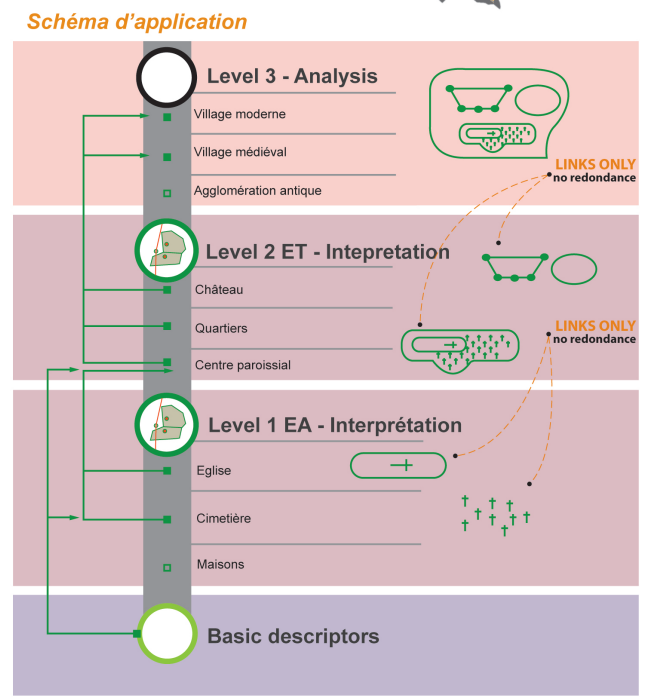 Schéma d'application
Level 3 - Analysis
Village moderne
Village médiéval
Agglomération antique
LINKS ONLY
no redondance
Level 2 ET - Intepretation
Château
Quartiers
Centre paroissial
LINKS ONLY
no redondance
Level 1 EA - Interprétation
Eglise
Cimetière
Maisons
Basic descriptors